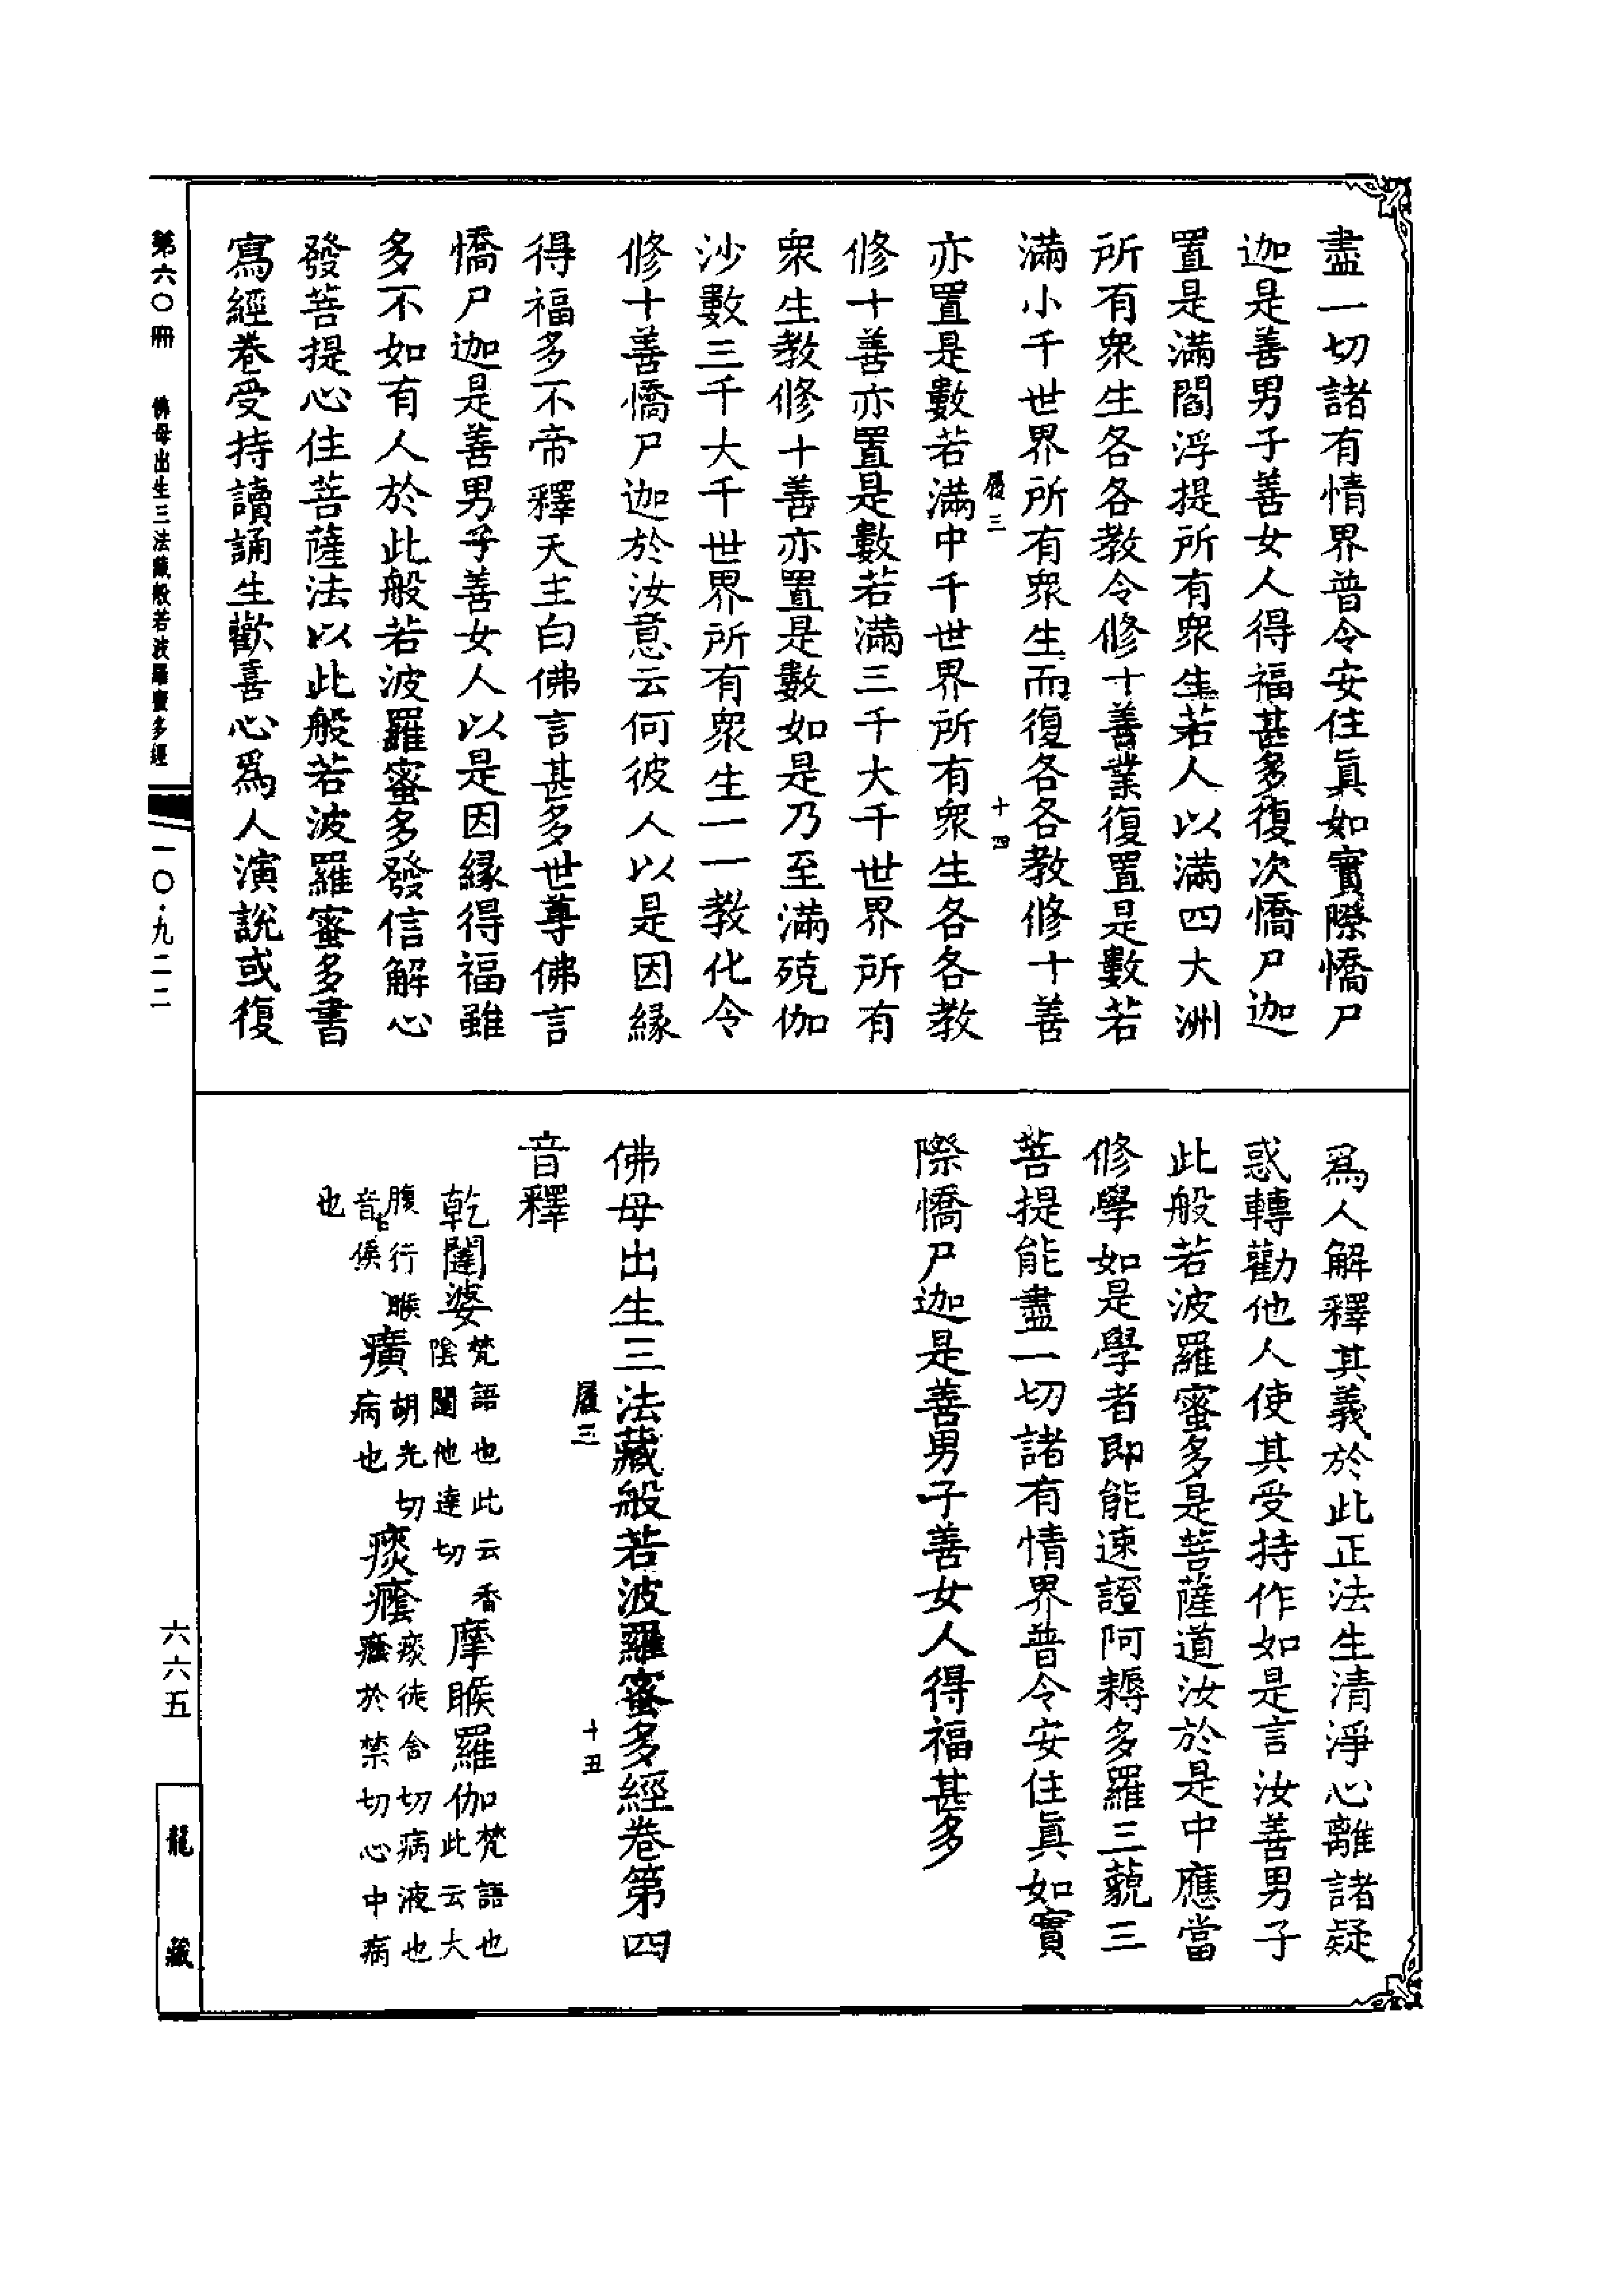 盡一切諸有情界普令安住眞如實際憍尸
迦是善男子善女人得福甚多復次憍尸迦
置是滿閻浮提所有衆生若人以滿四大洲
所有衆生各各教令修十善業復置是數若
滿小千世界所有衆生而復各各教修十善
履三 十四
亦置是數若滿中千世界所有衆生各各教
修十善亦置是數若滿三千大千世界所有
衆生教修十善亦置是數如是乃至滿殑伽
沙數三千大千世界所有衆生一一教化令
修十善憍尸迦於汝意云何彼人以是因緣
得福多不帝釋天主白佛言甚多世尊佛言
憍尸迦是善男子善女人以是因緣得福雖
多不如有人於此般若波羅蜜多發信解心
發菩提心住菩薩法以此般若波羅蜜多書
寫經卷受持讀誦生歡喜心爲人演說或復
爲人解釋其義於此正法生清淨心離諸疑
惑轉勸他人使其受持作如是言汝善男子
此般若波羅蜜多是菩薩道汝於是中應當
修學如是學者即能速證阿耨多羅三藐三
菩提能盡一切諸有情界普令安住眞如實
際憍尸迦是善男子善女人得福甚多
佛母出生三法藏般若波羅蜜多經卷第四
履三 十五
音釋
乾闥婆梵語也此云香陰闥他達切 摩睺羅伽梵語也此云大
腹行睺音侯 癀胡光切病也 痰癊痰徒含切病液也癊於禁切心中病
也
第六〇冊 佛母出生三法藏般若波羅蜜多經
一〇·九二二
六六五
龍藏